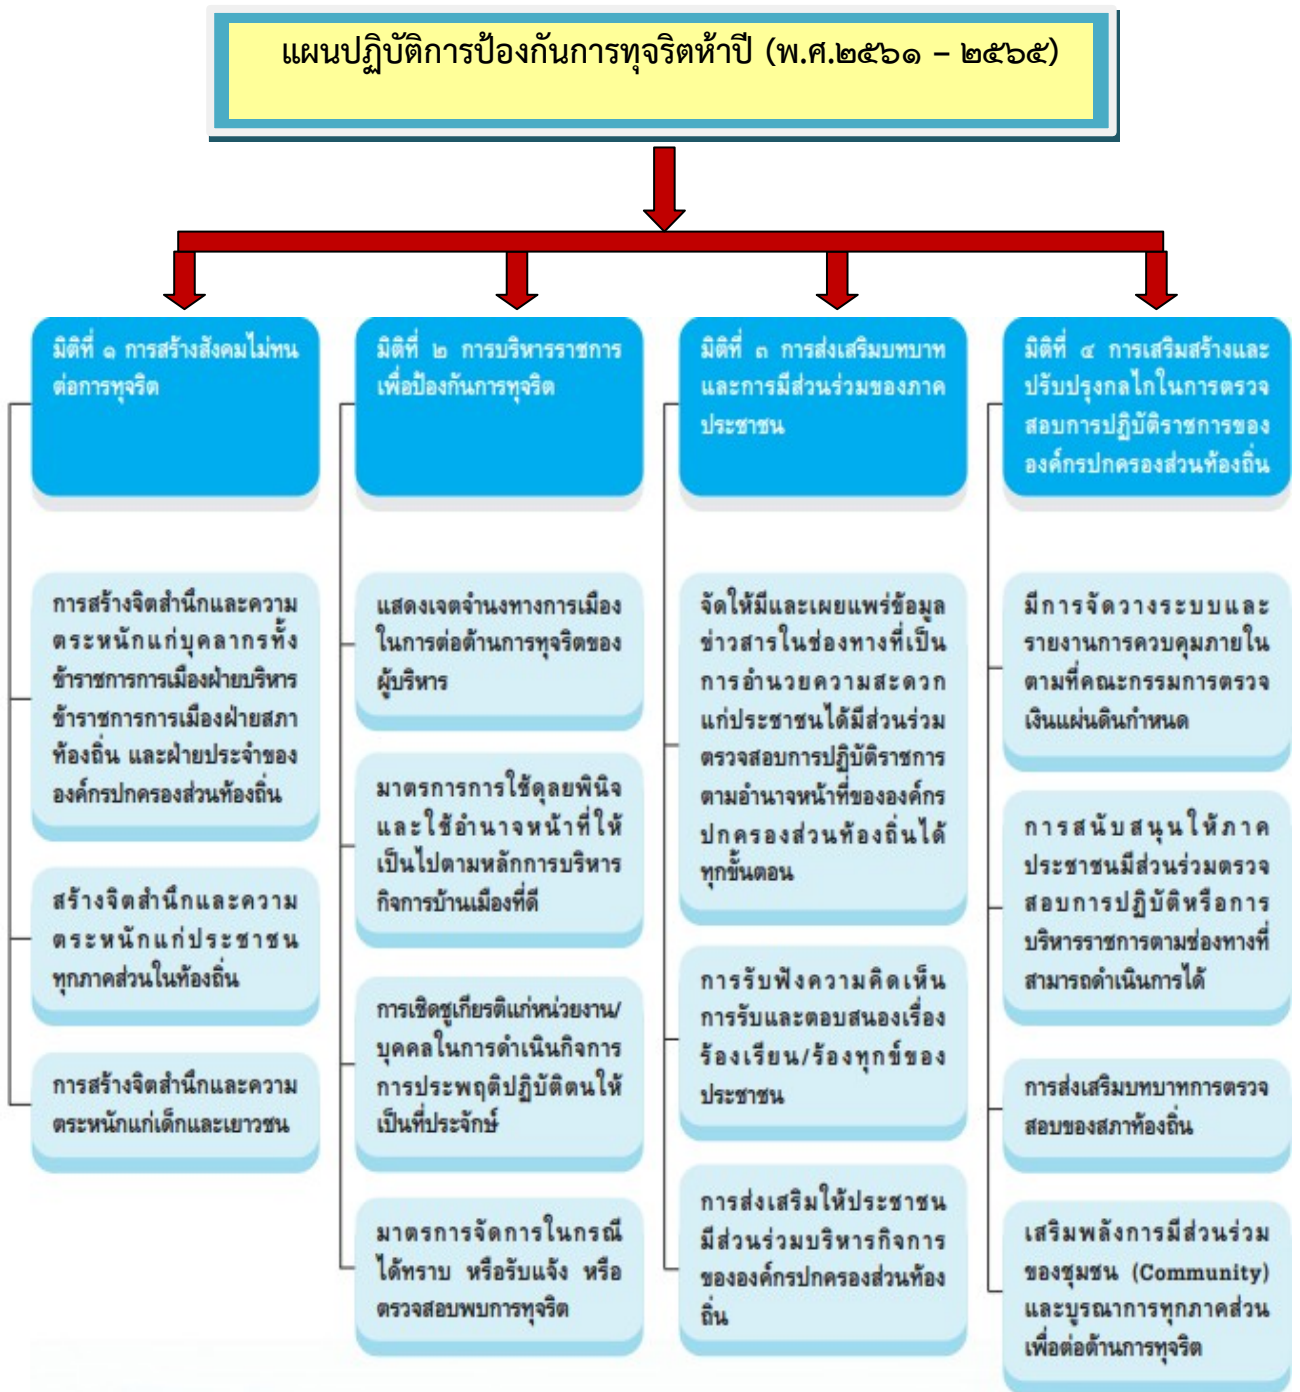 แผนปฏิบัติการป้องกันการทุจริตห้าปี (พ.ศ.๒๕๖๑ – ๒๕๖๕)
มิติที่ ๑ การสร้างสังคมไม่ทน
ต่อการทุจริต
การสร้างจิตสำนึกและความ
ตระหนักแก่บุคลากรทั้ง
ข้าราชการการเมืองฝ่ายบริหาร
ข้าราชการการเมืองฝ่ายสภา
ท้องถิ่น และฝ่ายประจำของ
องค์กรปกครองส่วนท้องถิ่น
สร้างจิตสำนึกและความ
ตระหนักแก่ประชาชน
ทุกภาคส่วนในท้องถิ่น
การสร้างจิตสำนึกและความ
ตระหนักแก่เด็กและเยาวชน
มิติที่ ๒ การบริหารราชการ
เพื่อป้องกันการทุจริต
แสดงเจตจำนงทางการเมือง
ในการต่อต้านการทุจริตของ
ผู้บริหาร
มาตรการการใช้ดุลยพินิจ
และใช้อำนาจหน้าที่ให้
เป็นไปตามหลักการบริหาร
กิจการบ้านเมืองที่ดี
การเชิดชูเกียรติแก่หน่วยงาน/
บุคคลในการดำเนินกิจการ
การประพฤติปฏิบัติตนให้
เป็นที่ประจักษ์
มาตรการจัดการในกรณี
ได้ทราบ หรือรับแจ้ง หรือ
ตรวจสอบพบการทุจริต
มิติที่ ๓ การส่งเสริมบทบาท
และการมีส่วนร่วมของภาค
ประชาชน
จัดให้มีและเผยแพร่ข้อมูล
ข่าวสารในช่องทางที่เป็น
การอำนวยความสะดวก
แก่ประชาชนได้มีส่วนร่วม
ตรวจสอบการปฏิบัติราชการ
ตามอำนาจหน้าที่ขององค์กร
ปกครองส่วนท้องถิ่นได้
ทุกขั้นตอน
การรับฟังความคิดเห็น
การรับและตอบสนองเรื่อง
ร้องเรียน/ร้องทุกข์ของ
ประชาชน
การส่งเสริมให้ประชาชน
มีส่วนร่วมบริหารกิจการ
ขององค์กรปกครองส่วนท้อง
ถิ่น
มิติที่ ๔ การเสริมสร้างและ
ปรับปรุงกลไกในการตรวจ
สอบการปฏิบัติราชการของ
องค์กรปกครองส่วนท้องถิ่น
มีการจัดวางระบบและ
รายงานการควบคุมภายใน
ตามที่คณะกรรมการตรวจ
เงินแผ่นดินกำหนด
การสนับสนุนให้ภาค
ประชาชนมีส่วนร่วมตรวจ
สอบการปฏิบัติหรือการ
บริหารราชการตามช่องทางที่
สามารถดำเนินการได้
การส่งเสริมบทบาทการตรวจ
สอบของสภาท้องถิ่น
เสริมพลังการมีส่วนร่วม
ของชุมชน (Community)
และบูรณาการทุกภาคส่วน
เพื่อต่อต้านการทุจริต